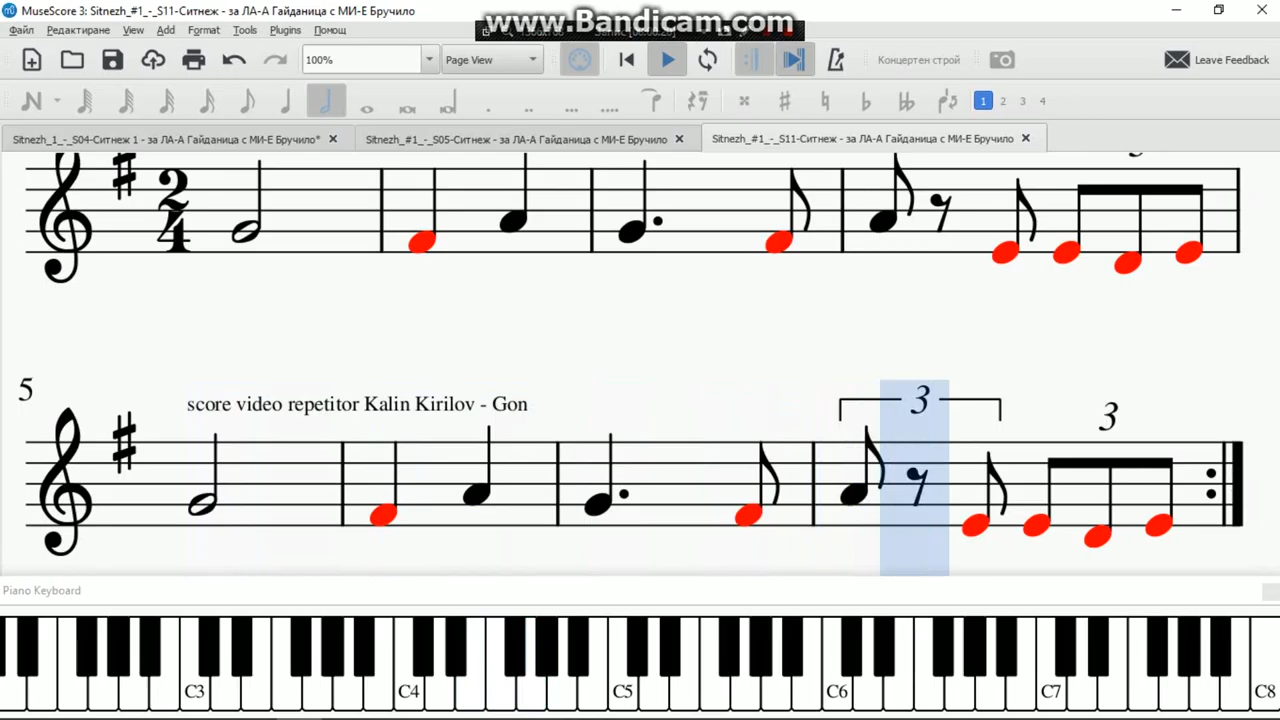 MuseScore 3: Sitnezh_#1_-_S11-Ситнеж - за ЛА-А Гайданица с МИ-Е Бручило
www.Bandicam.com
Файл Редактиране View Add Format Tools Plugins Помощ
100% Page View Концертен строй Leave Feedback
1 2 3 4
Sitnezh_1_-_S04-Ситнеж 1 - за ЛА-А Гайданица с МИ-Е Бручило*
Sitnezh_#1_-_S05-Ситнеж - за ЛА-А Гайданица с МИ-Е Бручило
Sitnezh_#1_-_S11-Ситнеж - за ЛА-А Гайданица с МИ-Е Бручило
2
4
5
score video repetitor Kalin Kirilov - Gon
3
3
Piano Keyboard
C3 C4 C5 C6 C7 C8